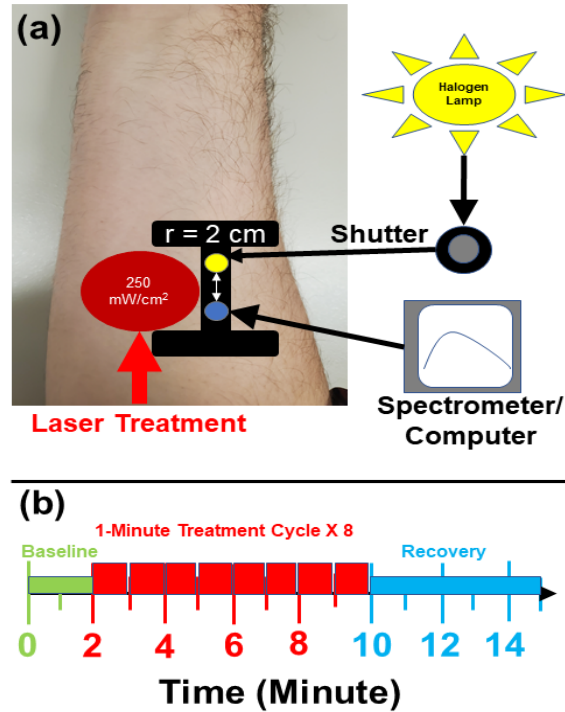 (a)
Halogen
Lamp
r = 2 cm
Shutter
250
mW/cm²
Laser Treatment
Spectrometer/
Computer
(b)
1-Minute Treatment Cycle X 8
Baseline
Recovery
0 2 4 6 8 10 12 14
Time (Minute)